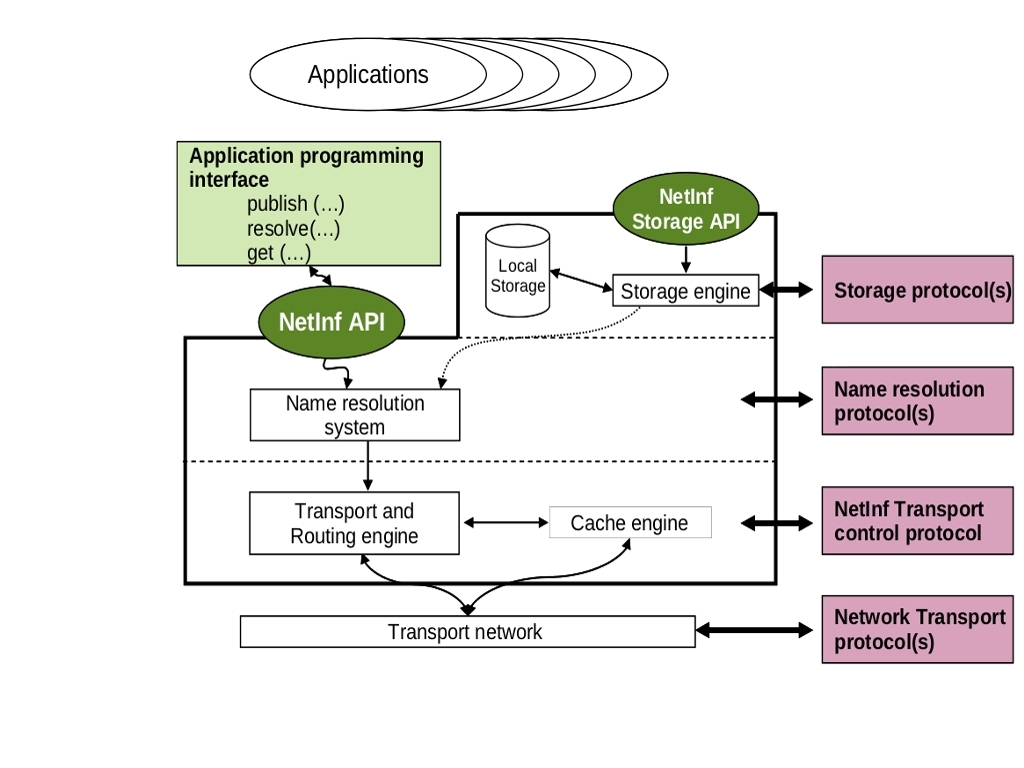 Applications
Application programming
interface
publish (…)
resolve(…)
get (…)
NetInf
Storage API
Local
Storage
Storage engine
Storage protocol(s)
NetInf API
Name resolution
system
Name resolution
protocol(s)
Transport and
Routing engine
Cache engine
NetInf Transport
control protocol
Transport network
Network Transport
protocol(s)